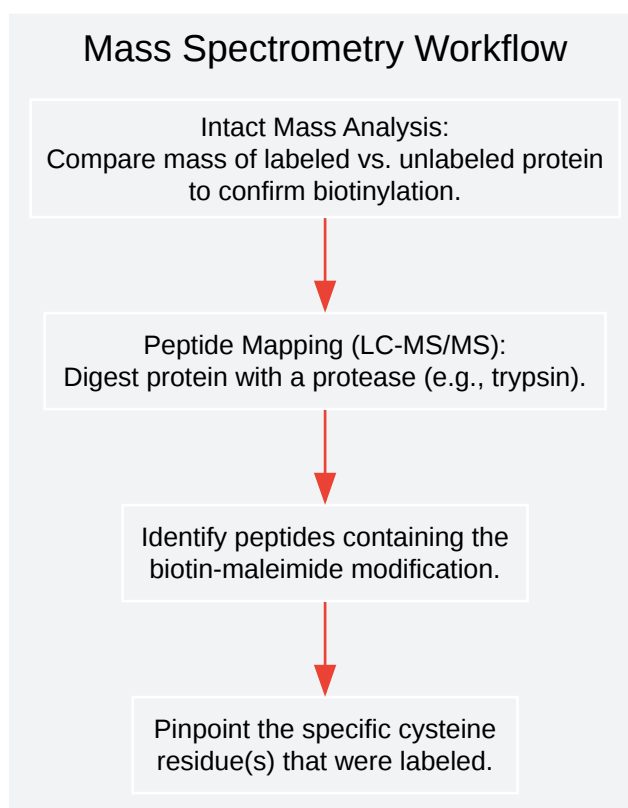 Mass Spectrometry Workflow
Intact Mass Analysis:
Compare mass of labeled vs. unlabeled protein
to confirm biotinylation.
Peptide Mapping (LC-MS/MS):
Digest protein with a protease (e.g., trypsin).
Identify peptides containing the
biotin-maleimide modification.
Pinpoint the specific cysteine
residue(s) that were labeled.